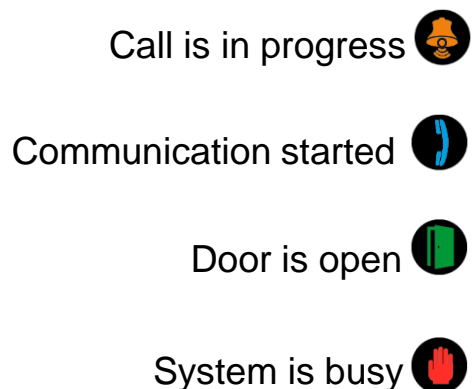 Call is in progress
Communication started
Door is open
System is busy